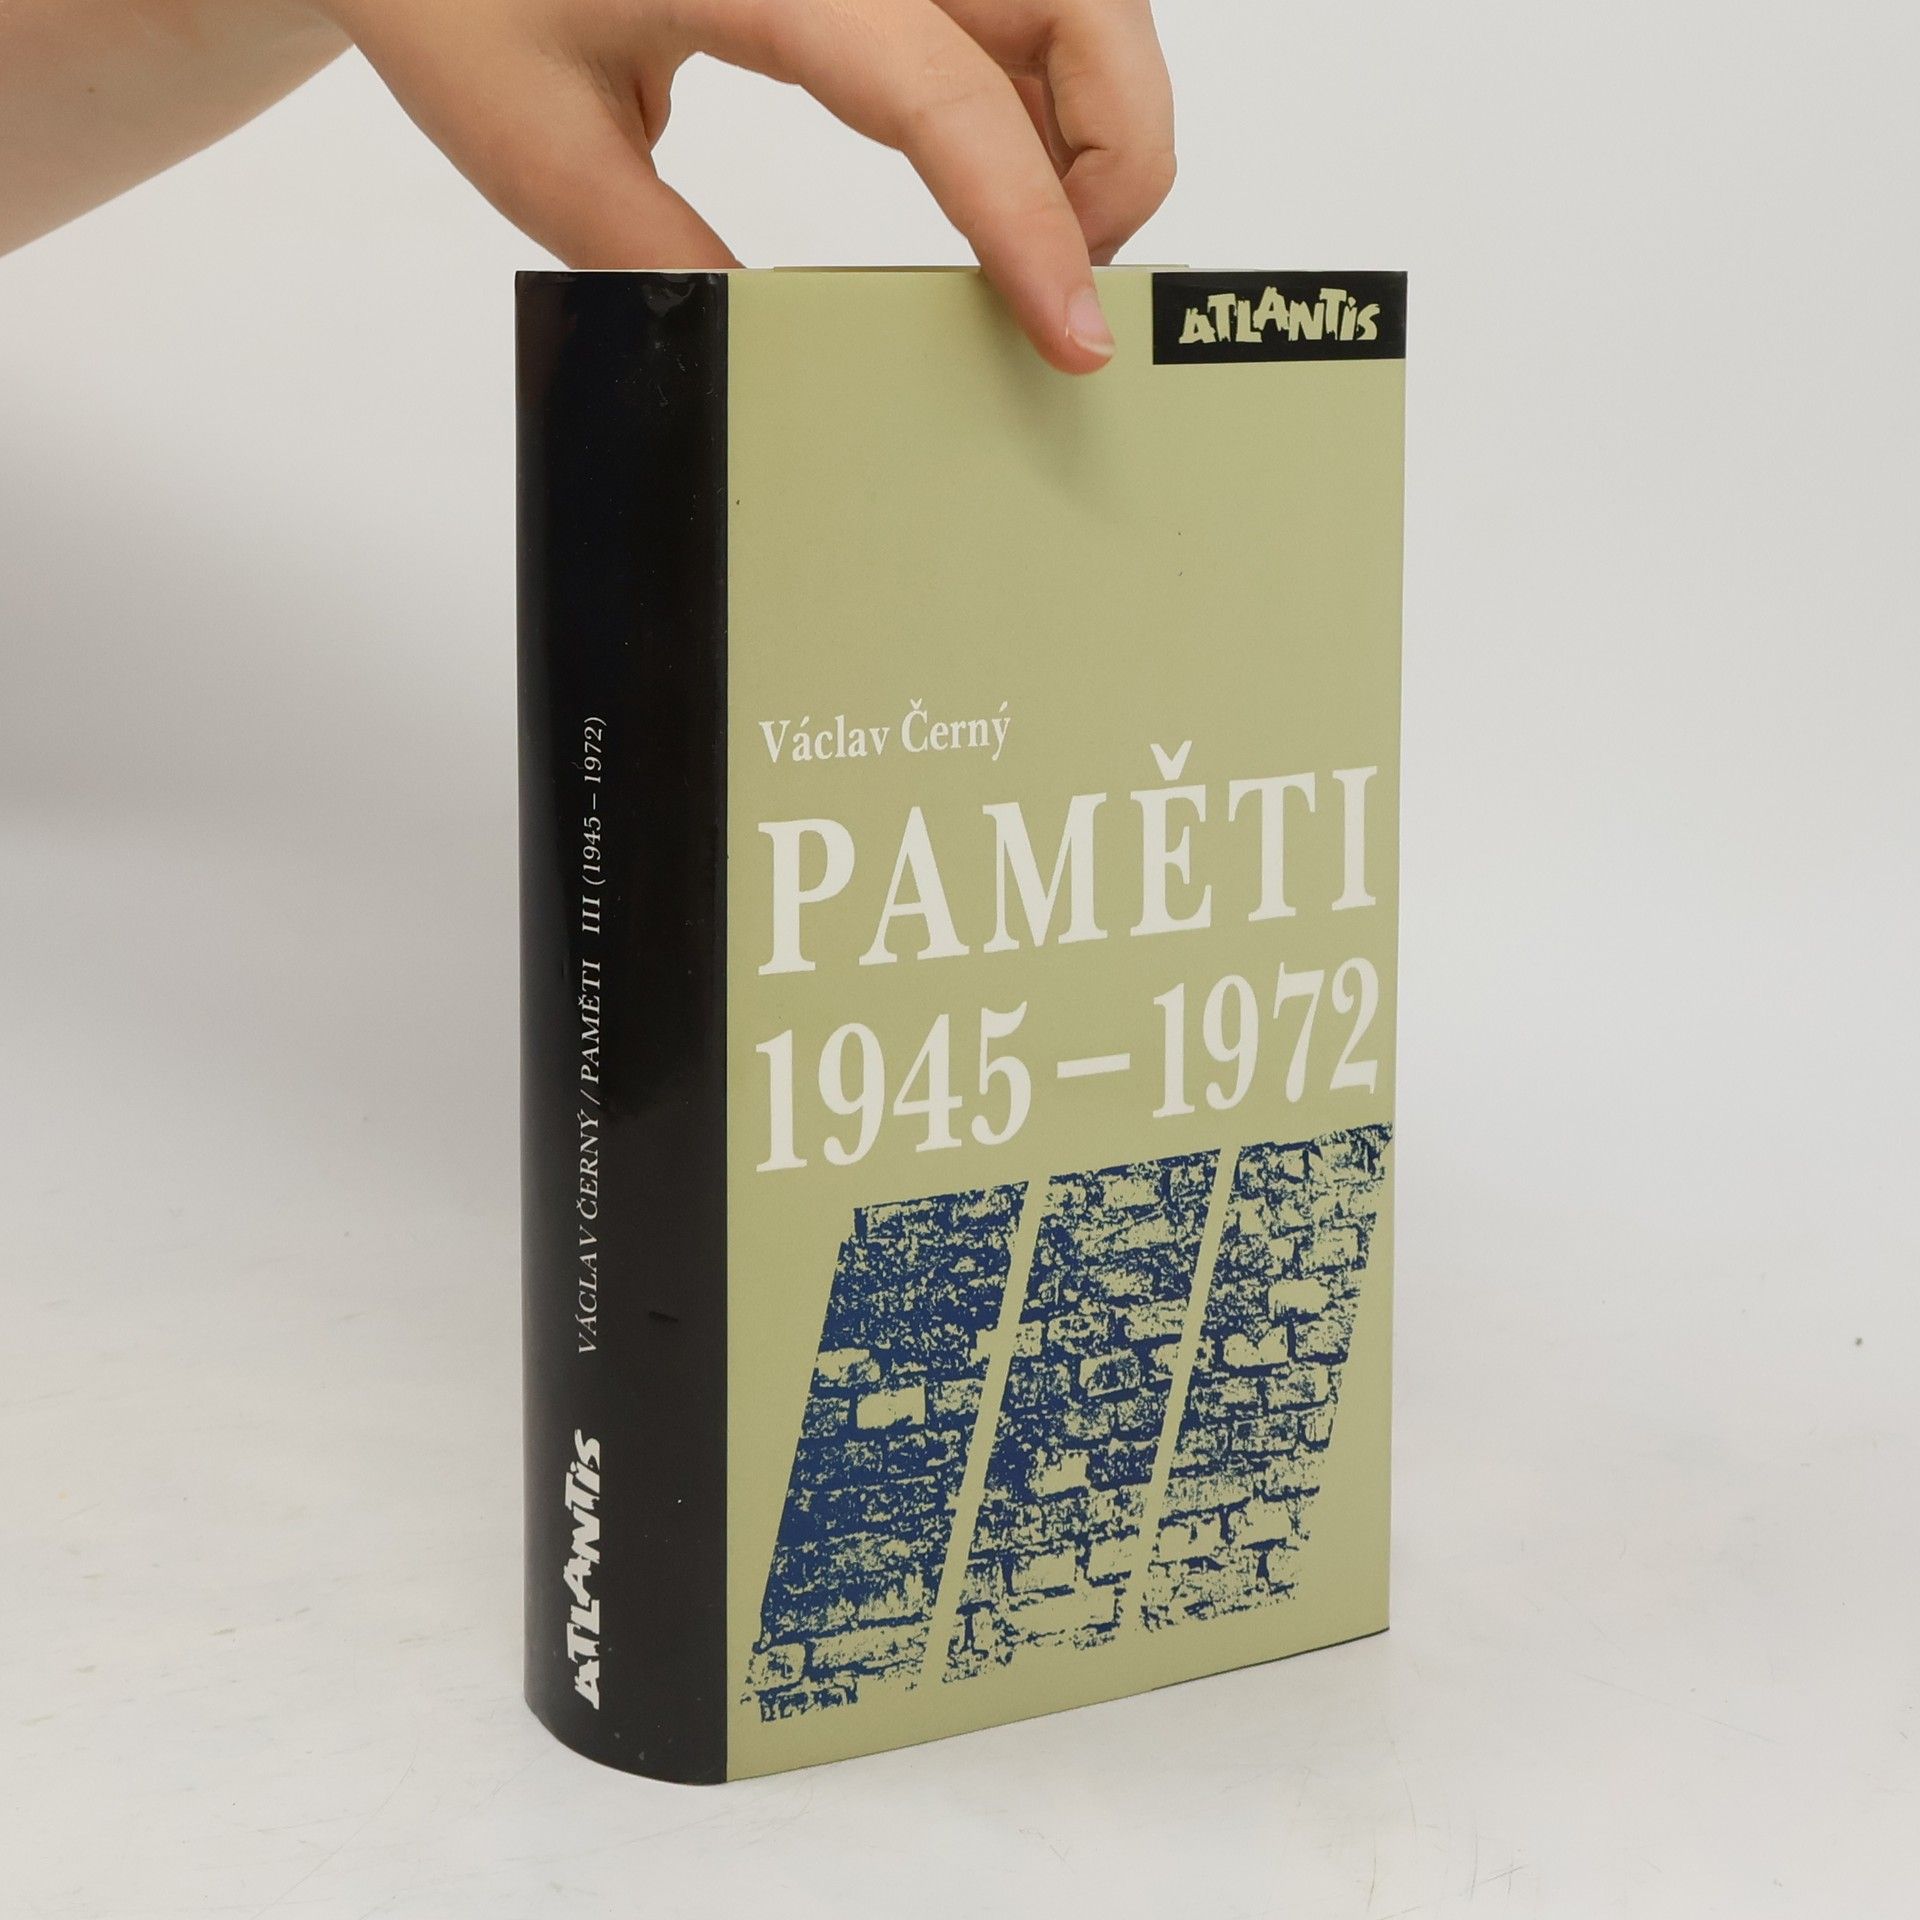 ATLANTIS
Václav Černý
PAMĚTI
1945 – 1972
VÁCLAV ČERNÝ / PAMĚTI III (1945 – 1972)
ATLANTIS